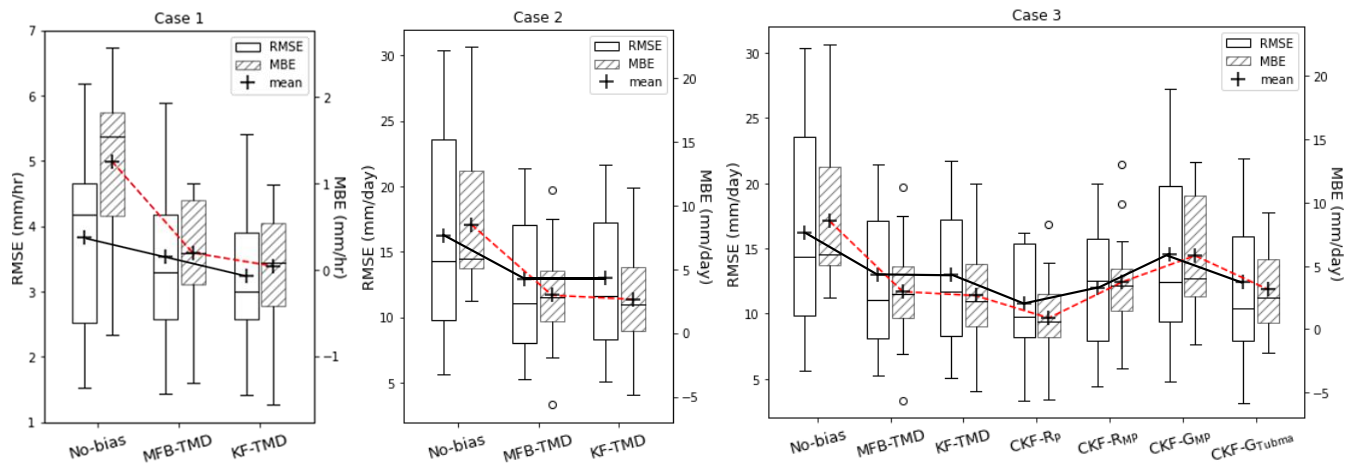 Case 1
7
6
5
4
3
2
1
RMSE (mm/hr)
2
1
0
−1
MBE (mm/hr)
RMSE
MBE
mean
No-bias
MFB-TMD
KF-TMD
Case 2
30
25
20
15
10
5
RMSE (mm/day)
20
15
10
5
0
−5
MBE (mm/day)
RMSE
MBE
mean
No-bias
MFB-TMD
KF-TMD
Case 3
30
25
20
15
10
5
RMSE (mm/day)
20
15
10
5
0
−5
MBE (mm/day)
RMSE
MBE
mean
No-bias
MFB-TMD
KF-TMD
CKF-RP
CKF-RMP
CKF-GMP
CKF-GTubma